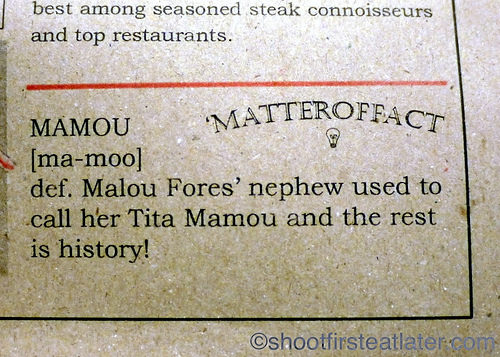 best among seasoned steak connoisseurs
and top restaurants.
'MATTEROFFACT
MAMOU
[ma-moo]
def. Malou Fores' nephew used to
call her Tita Mamou and the rest
is history!
©shootfirsteatlater.com